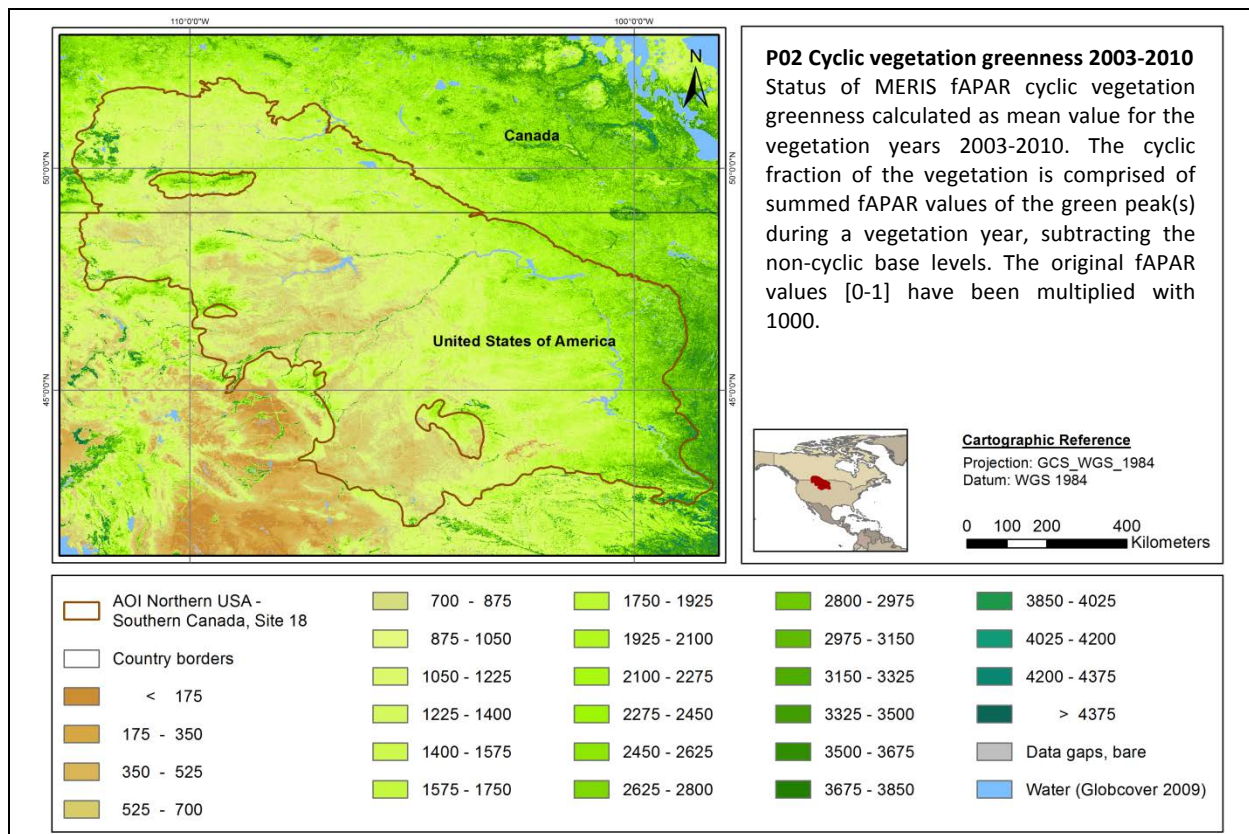 110°0'0"W
100°0'0"W
N
Canada
50°0'0"N
50°0'0"N
United States of America
45°0'0"N
45°0'0"N
P02 Cyclic vegetation greenness 2003-2010
Status of MERIS fAPAR cyclic vegetation
greenness calculated as mean value for the
vegetation years 2003-2010. The cyclic
fraction of the vegetation is comprised of
summed fAPAR values of the green peak(s)
during a vegetation year, subtracting the
non-cyclic base levels. The original fAPAR
values [0-1] have been multiplied with
1000.
Cartographic Reference
Projection: GCS_WGS_1984
Datum: WGS 1984
0 100 200 400
Kilometers
AOI Northern USA -
Southern Canada, Site 18
Country borders
< 175
175 - 350
350 - 525
525 - 700
700 - 875
875 - 1050
1050 - 1225
1225 - 1400
1400 - 1575
1575 - 1750
1750 - 1925
1925 - 2100
2100 - 2275
2275 - 2450
2450 - 2625
2625 - 2800
2800 - 2975
2975 - 3150
3150 - 3325
3325 - 3500
3500 - 3675
3675 - 3850
3850 - 4025
4025 - 4200
4200 - 4375
> 4375
Data gaps, bare
Water (Globcover 2009)